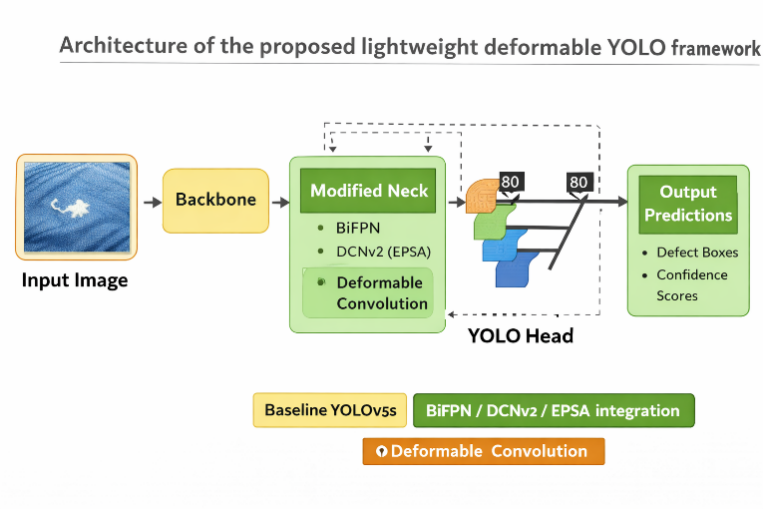 Architecture of the proposed lightweight deformable YOLO framework
Input Image
Backbone
Modified Neck
• BiFPN
• DCNv2 (EPSA)
• Deformable
Convolution
80
80
YOLO Head
Output
Predictions
• Defect Boxes
• Confidence
Scores
Baseline YOLOv5s
BiFPN / DCNv2 / EPSA integration
Deformable Convolution